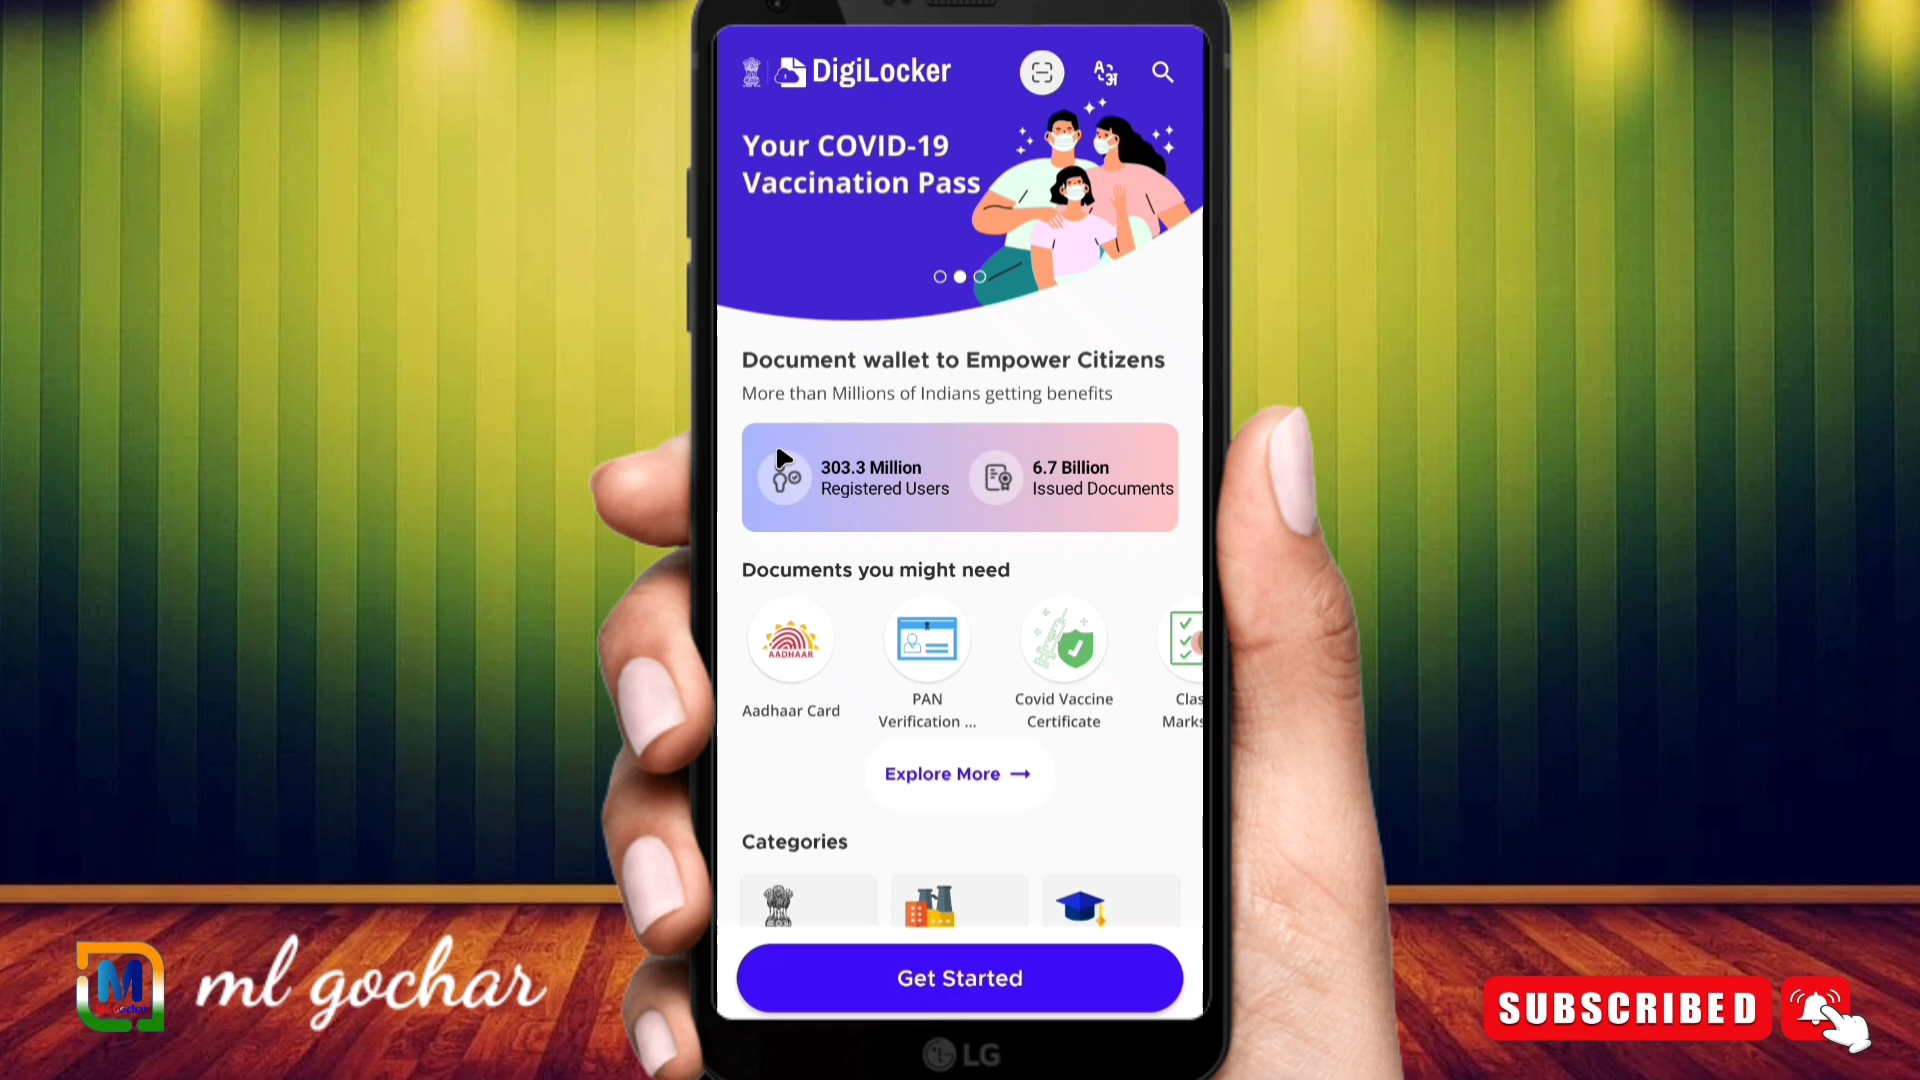 DigiLocker
Your COVID-19
Vaccination Pass
Document wallet to Empower Citizens
More than Millions of Indians getting benefits
303.3 Million
Registered Users
6.7 Billion
Issued Documents
Documents you might need
AADHAAR
Aadhaar Card
PAN
Verification ...
Covid Vaccine
Certificate
Clas
Marks
Explore More
Categories
Get Started
LG
M
ml gochar
SUBSCRIBED